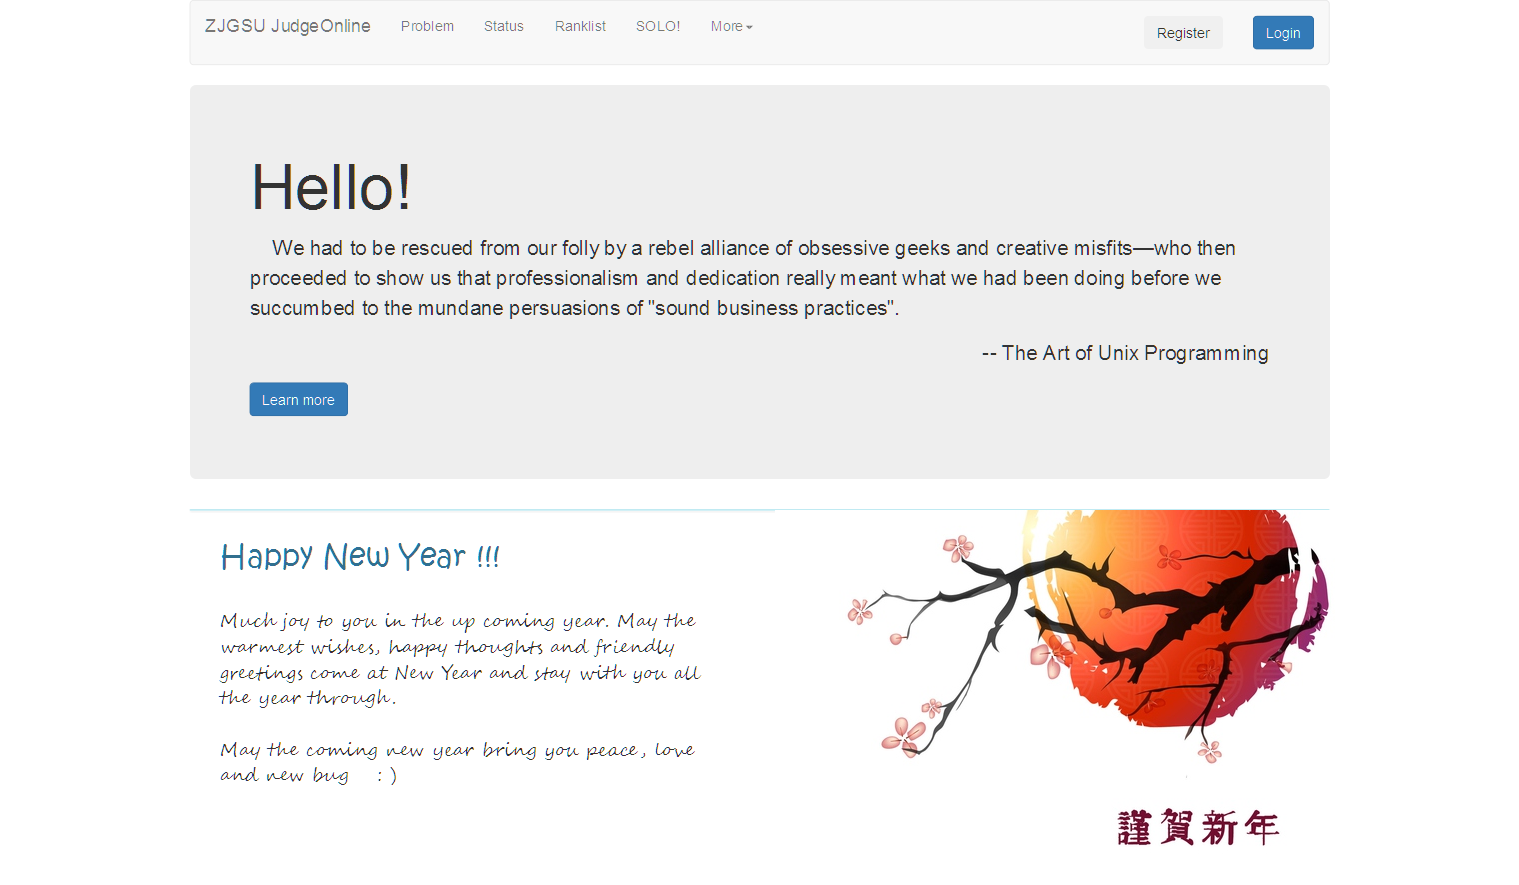 ZJGSU JudgeOnline Problem Status Ranklist SOLO! More Register Login
Hello!
We had to be rescued from our folly by a rebel alliance of obsessive geeks and creative misfits—who then
proceeded to show us that professionalism and dedication really meant what we had been doing before we
succumbed to the mundane persuasions of "sound business practices".
-- The Art of Unix Programming
Learn more
Happy New Year !!!
Much joy to you in the up coming year. May the
warmest wishes, happy thoughts and friendly
greetings come at New Year and stay with you all
the year through.
May the coming new year bring you peace, love
and new bug : )
謹賀新年